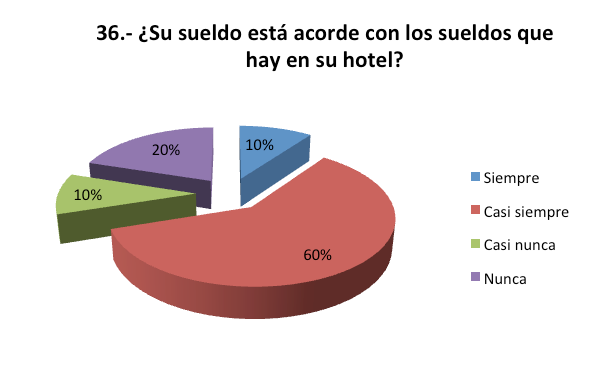 36.- ¿Su sueldo está acorde con los sueldos que
hay en su hotel?
10%
20%
10%
60%
Siempre
Casi siempre
Casi nunca
Nunca